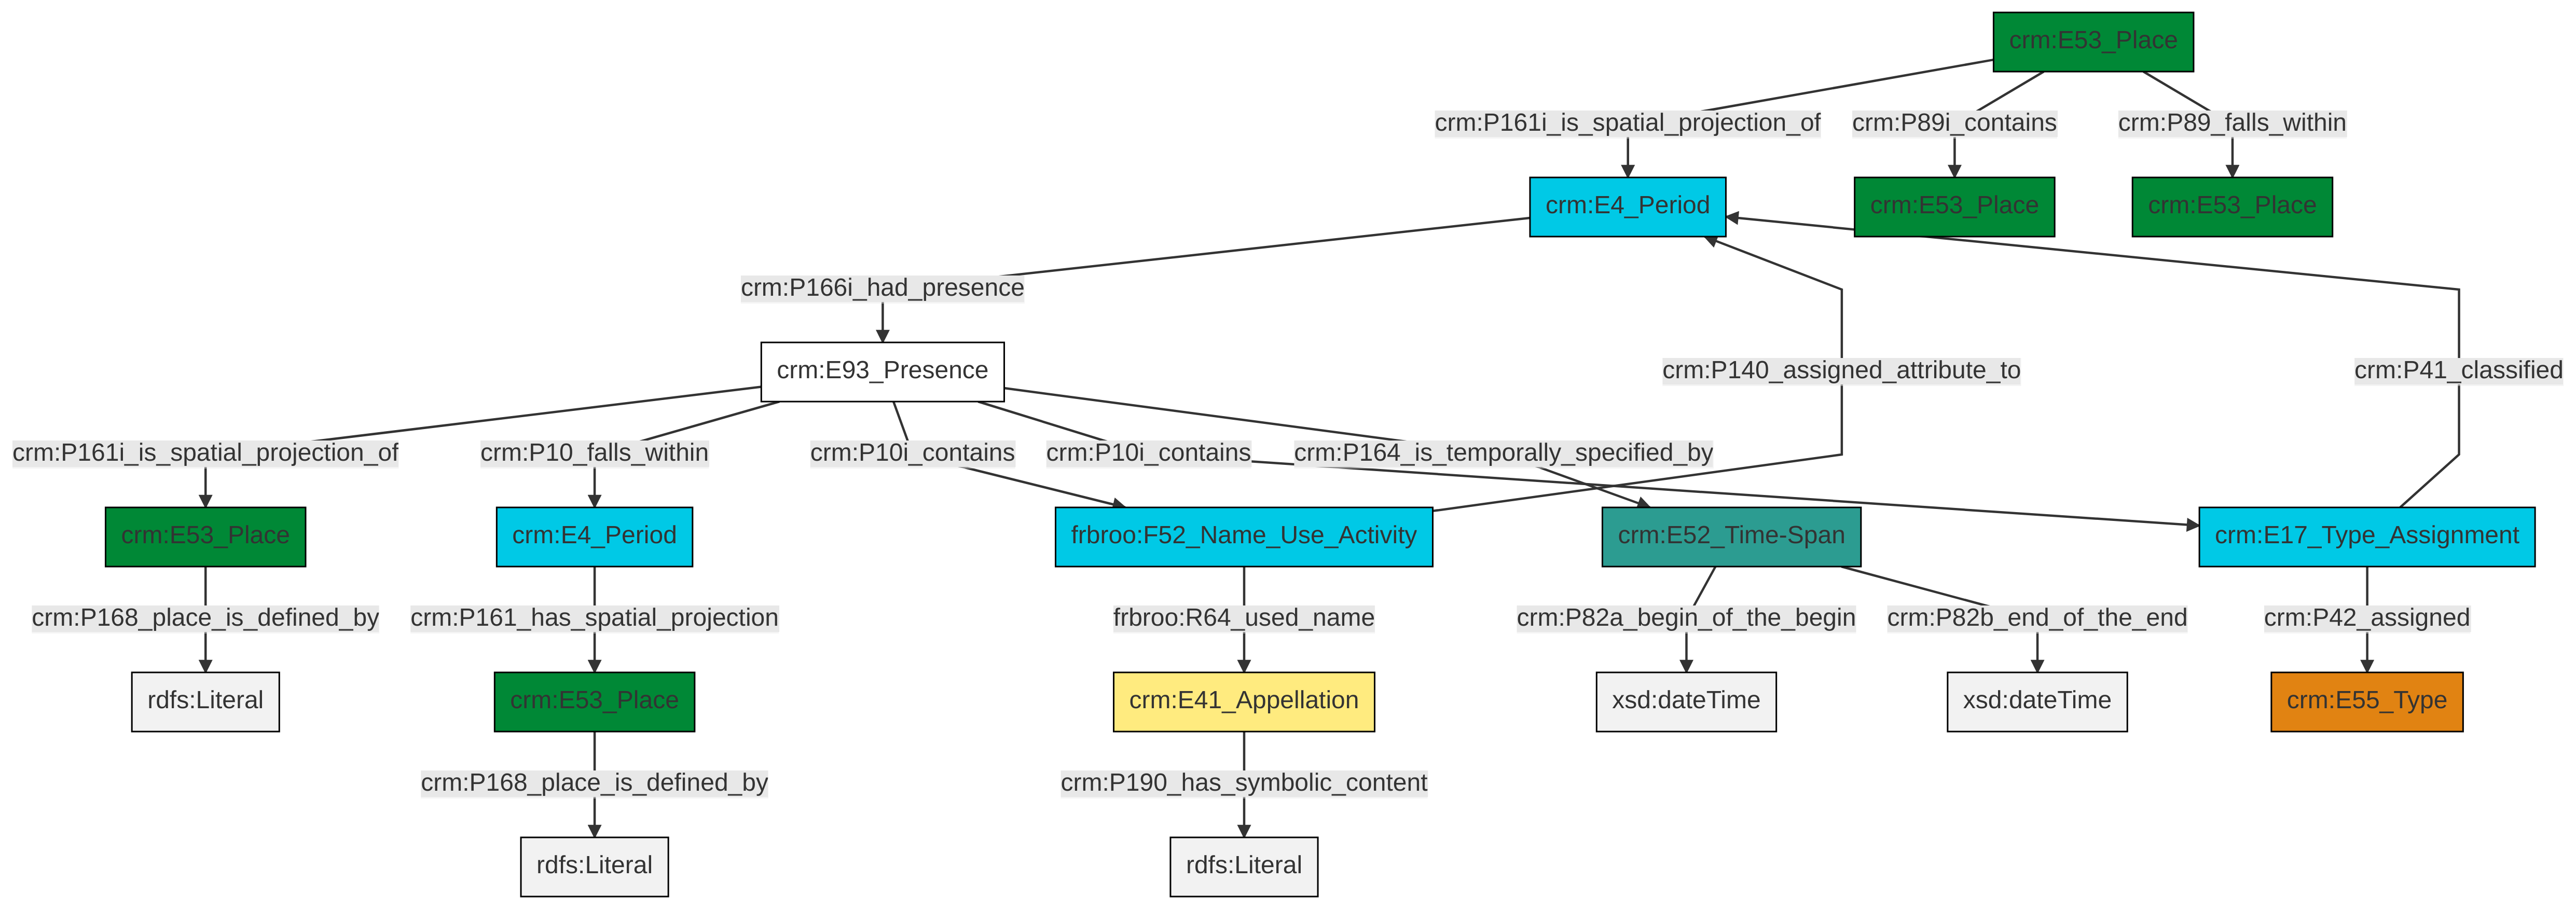 crm:E53_Place
crm:P161i_is_spatial_projection_of
crm:P89i_contains
crm:P89_falls_within
crm:E4_Period
crm:E53_Place
crm:E53_Place
crm:P166i_had_presence
crm:E93_Presence
crm:P140_assigned_attribute_to
crm:P41_classified
crm:P161i_is_spatial_projection_of
crm:P10_falls_within
crm:P10i_contains
crm:P10i_contains
crm:P164_is_temporally_specified_by
crm:E53_Place
crm:E4_Period
frbroo:F52_Name_Use_Activity
crm:E52_Time-Span
crm:E17_Type_Assignment
crm:P168_place_is_defined_by
crm:P161_has_spatial_projection
frbroo:R64_used_name
crm:P82a_begin_of_the_begin
crm:P82b_end_of_the_end
crm:P42_assigned
rdfs:Literal
crm:E53_Place
crm:E41_Appellation
xsd:dateTime
xsd:dateTime
crm:E55_Type
crm:P168_place_is_defined_by
crm:P190_has_symbolic_content
rdfs:Literal
rdfs:Literal